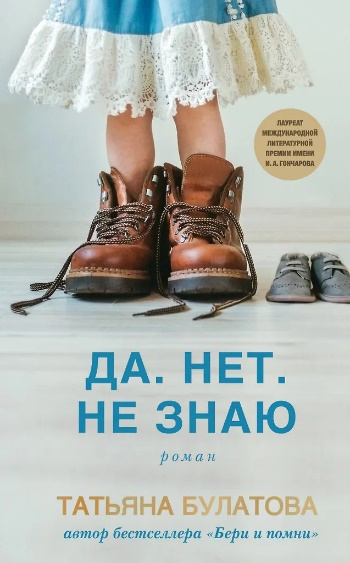 ЛАУРЕАТ
МЕЖДУНАРОДНОЙ
ЛИТЕРАТУРНОЙ
ПРЕМИИ ИМЕНИ
И. А. ГОНЧАРОВА
ДА. НЕТ.
НЕ ЗНАЮ
роман
ТАТЬЯНА БУЛАТОВА
автор бестселлера «Бери и помни»